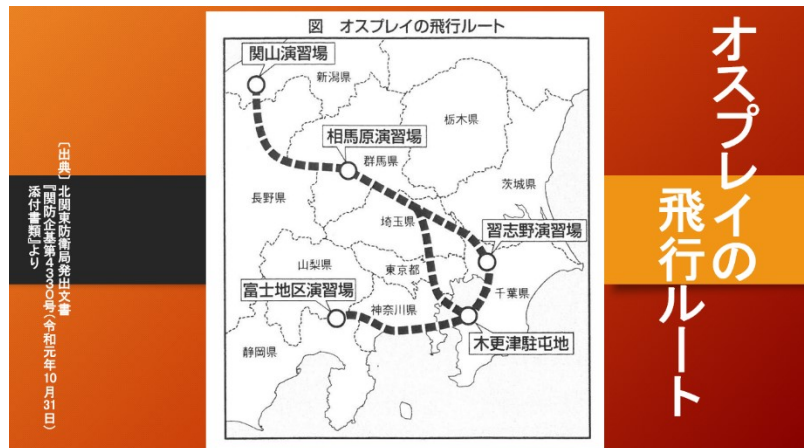 オスプレイの
飛行ルート
図 オスプレイの飛行ルート
関山演習場
新潟県
栃木県
相馬原演習場
群馬県
茨城県
長野県
埼玉県
習志野演習場
山梨県
東京都
千葉県
富士地区演習場
神奈川県
木更津駐屯地
静岡県
［出典］北関東防衛局発出文書
『関防企基第4330号（令和元年10月31日）
添付書類』より